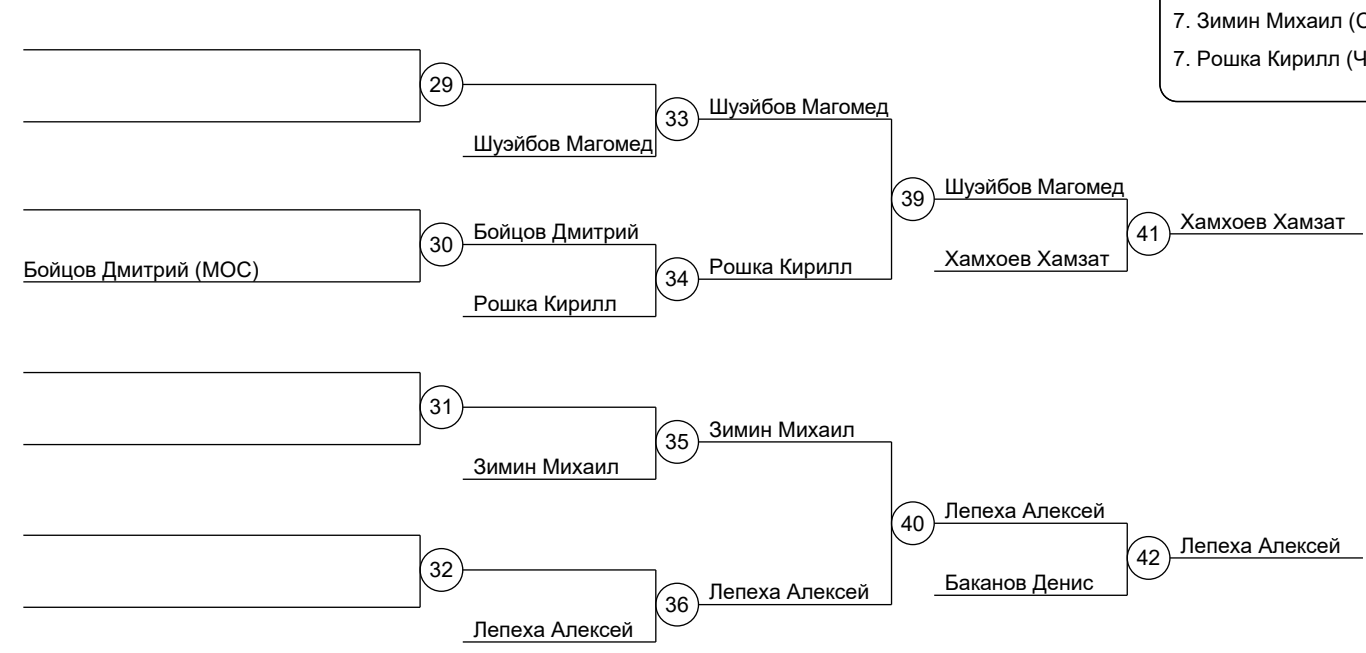 7. Зимин Михаил (С
7. Рошка Кирилл (Ч
29
Шуэйбов Магомед
33
Шуэйбов Магомед
Бойцов Дмитрий (МОС)
30
Бойцов Дмитрий
Рошка Кирилл
34
Рошка Кирилл
39
Шуэйбов Магомед
Хамхоев Хамзат
41
Хамхоев Хамзат
31
Зимин Михаил
35
Зимин Михаил
32
Лепеха Алексей
36
Лепеха Алексей
40
Лепеха Алексей
Баканов Денис
42
Лепеха Алексей